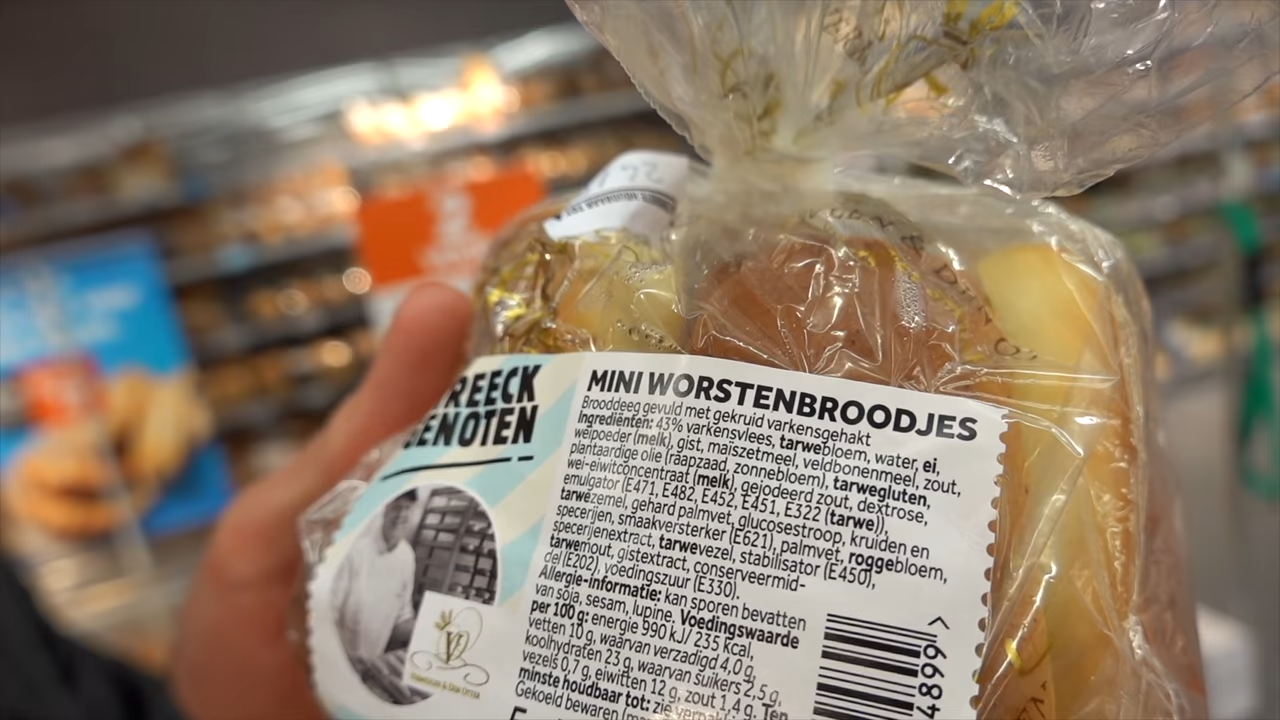 REECK
GENOTEN
MINI WORSTENBROODJES
Brooddeeg gevuld met gekruid varkensgehakt
Ingrediënten: 43% varkensvlees, tarwebloem, water, ei,
weipoeder (melk), gist, maiszetmeel, veldbonenmeel, zout,
plantaardige olie (raapzaad, zonnebloem), tarwegluten,
wei-eiwitconcentraat (melk), gejodeerd zout, dextrose,
emulgator (E471, E482, E452, E451, E322 (tarwe)),
tarwezemel, gehard palmvet, glucosestroop, kruiden en
specerijen, smaakversterker (E621), palmvet, roggebloem,
specerijenextract, tarwevezel, stabilisator (E450),
tarwemout, gistextract, conserveermid-
del (E202), voedingszuur (E330).
Allergie-informatie: kan sporen bevatten
van soja, sesam, lupine. Voedingswaarde
per 100 g: energie 990 kJ/ 235 kcal,
vetten 10 g, waarvan verzadigd 4,0 g,
koolhydraten 23 g, waarvan suikers 2,5 g,
vezels 0,7 g, eiwitten 12 g, zout 1,4 g. Ten
minste houdbaar tot: zie verpak
Gekoeld bewaren (ma
48991 >